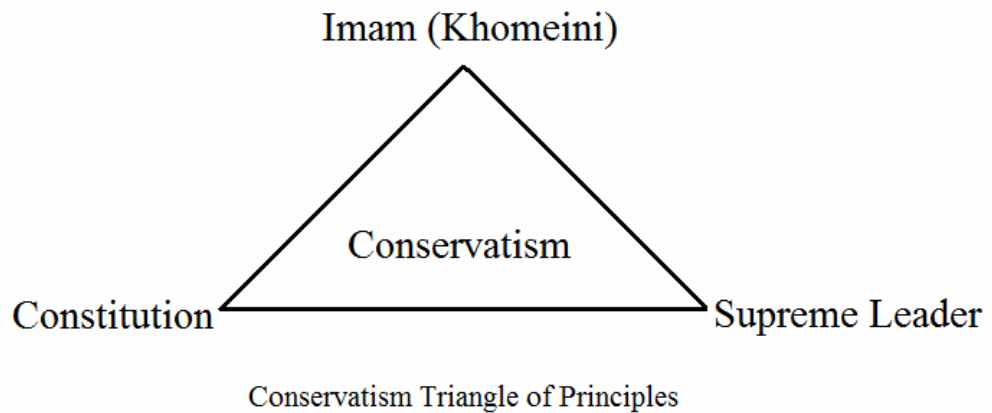 Imam (Khomeini)
Conservatism
Constitution
Supreme Leader
Conservatism Triangle of Principles